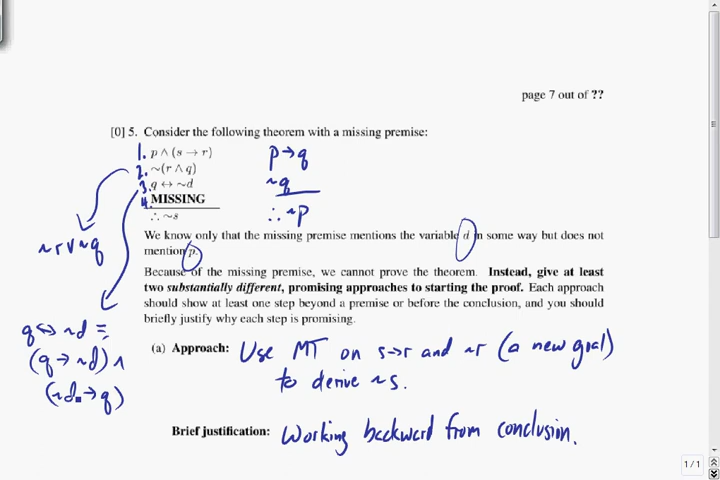 page 7 out of ??
[0] 5. Consider the following theorem with a missing premise:
1. p ∧ (s → r)
2. ~(r ∧ q)
3. q ↔ ~d
4. MISSING
∴ ~s
p → q
~q
∴ ~p
We know only that the missing premise mentions the variable d in some way but does not
mention p.
~r ∨ ~q
Because of the missing premise, we cannot prove the theorem. Instead, give at least
two substantially different, promising approaches to starting the proof. Each approach
should show at least one step beyond a premise or before the conclusion, and you should
briefly justify why each step is promising.
q ↔ ~d ≡
(q → ~d) ∧
(~d → q)
(a) Approach: Use MT on s→r and ~r (a new goal)
to derive ~s.
Brief justification: Working backward from conclusion.
1/1